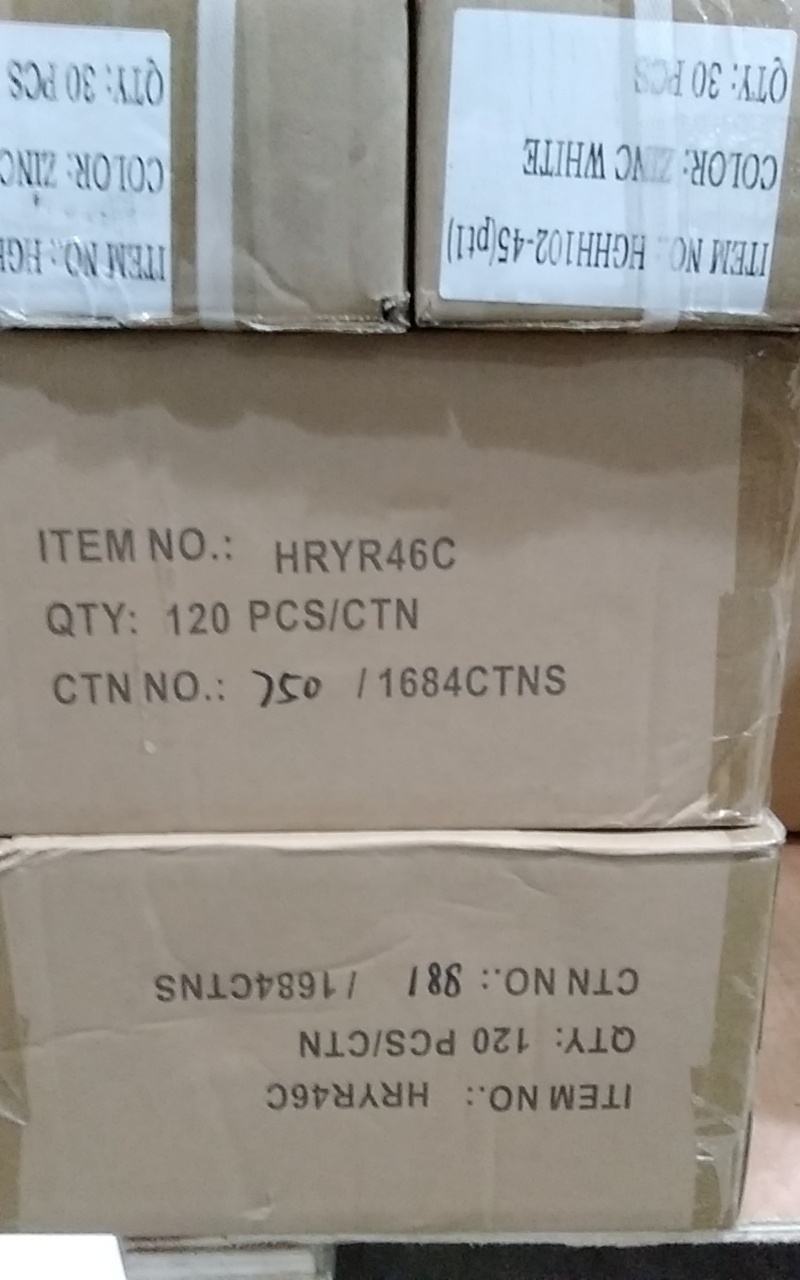 QTY: 30 PCS
COLOR: ZINC
ITEM NO.: HGH
QTY: 30 PCS
COLOR: ZINC WHITE
ITEM NO.: HGHH102-45(pt1)
ITEM NO.: HRYR46C
QTY: 120 PCS/CTN
CTN NO.: 750 / 1684CTNS
CTN NO.: 981 / 1684CTNS
QTY: 120 PCS/CTN
ITEM NO.: HRYR46C